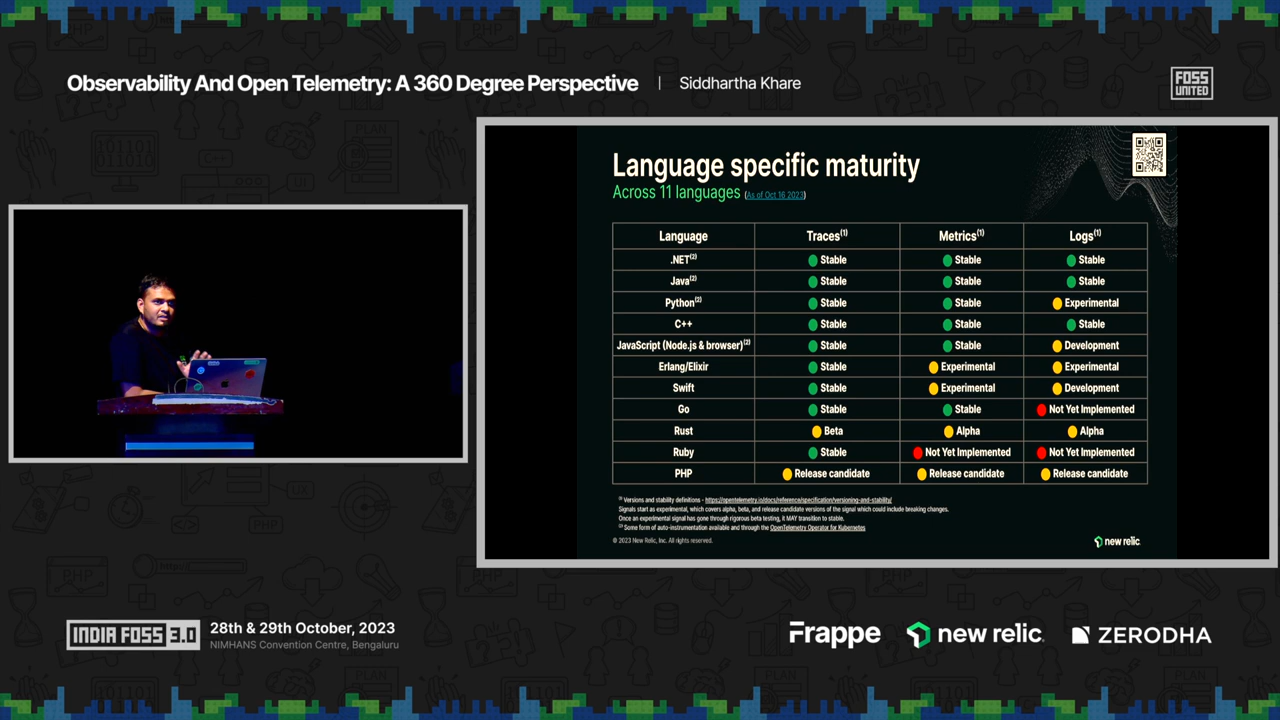 Observability And Open Telemetry: A 360 Degree Perspective | Siddhartha Khare
FOSS UNITED
Language specific maturity
Across 11 languages (As of Oct 16 2023)
Language Traces(1) Metrics(1) Logs(1)
.NET(2) Stable Stable Stable
Java(2) Stable Stable Stable
Python(2) Stable Stable Experimental
C++ Stable Stable Stable
JavaScript (Node.js & browser)(2) Stable Stable Development
Erlang/Elixir Stable Experimental Experimental
Swift Stable Experimental Development
Go Stable Stable Not Yet Implemented
Rust Beta Alpha Alpha
Ruby Stable Not Yet Implemented Not Yet Implemented
PHP Release candidate Release candidate Release candidate
(1) Versions and stability definitions - https://opentelemetry.io/docs/reference/specification/versioning-and-stability/
Signals start as experimental, which covers alpha, beta, and release candidate versions of the signal which could include breaking changes.
Once an experimental signal has gone through rigorous beta testing, it MAY transition to stable.
(2) Some form of auto-instrumentation available and through the OpenTelemetry Operator for Kubernetes
© 2023 New Relic, Inc. All rights reserved.
new relic
INDIA FOSS 3.0
28th & 29th October, 2023
NIMHANS Convention Centre, Bengaluru
Frappe new relic ZERODHA